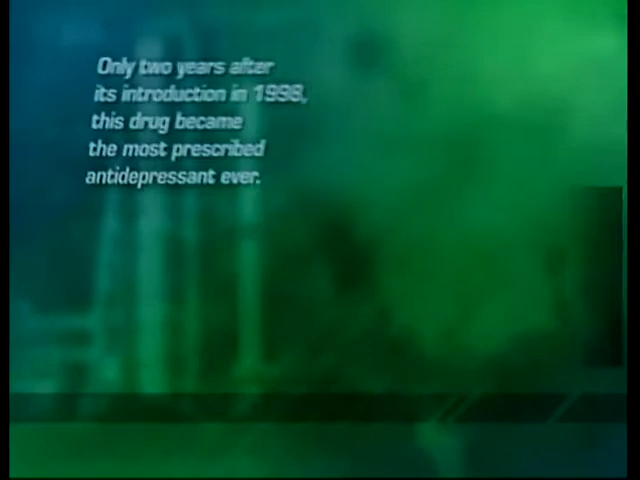 Only two years after
its introduction in 1998,
this drug became
the most prescribed
antidepressant ever.